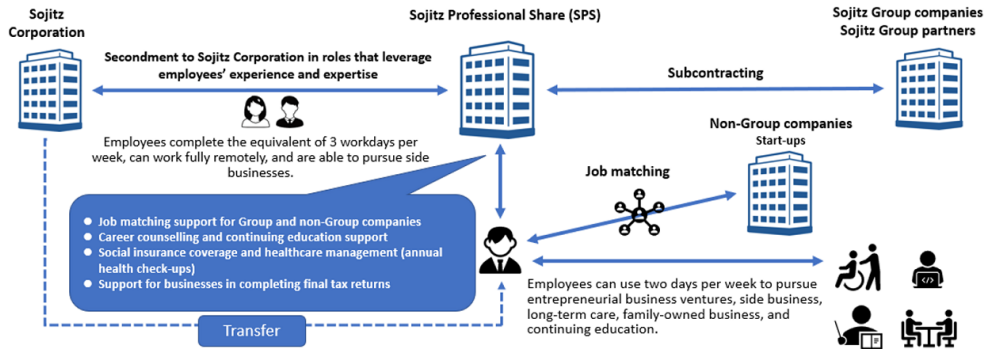 Sojitz
Corporation
Sojitz Professional Share (SPS)
Sojitz Group companies
Sojitz Group partners
Secondment to Sojitz Corporation in roles that leverage
employees' experience and expertise
Subcontracting
Employees complete the equivalent of 3 workdays per
week, can work fully remotely, and are able to pursue side
businesses.
Non-Group companies
Start-ups
Job matching
● Job matching support for Group and non-Group companies
● Career counselling and continuing education support
● Social insurance coverage and healthcare management (annual
health check-ups)
● Support for businesses in completing final tax returns
Employees can use two days per week to pursue
entrepreneurial business ventures, side business,
long-term care, family-owned business, and
continuing education.
Transfer